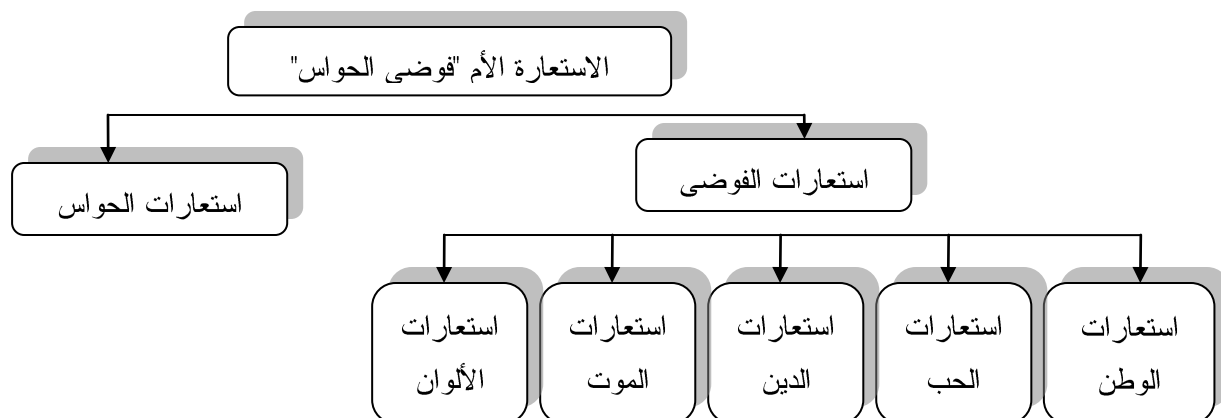 الاستعارة الأم "فوضى الحواس"
استعارات الفوضى
استعارات الحواس
استعارات
الوطن
استعارات
الحب
استعارات
الدين
استعارات
الموت
استعارات
الألوان